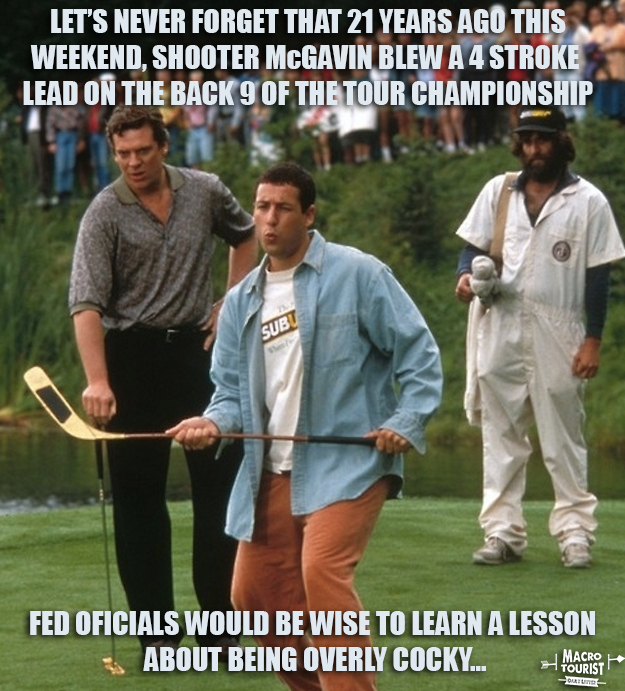 LET'S NEVER FORGET THAT 21 YEARS AGO THIS
WEEKEND, SHOOTER McGAVIN BLEW A 4 STROKE
LEAD ON THE BACK 9 OF THE TOUR CHAMPIONSHIP
SUB
FED OFICIALS WOULD BE WISE TO LEARN A LESSON
ABOUT BEING OVERLY COCKY...
MACRO
TOURIST